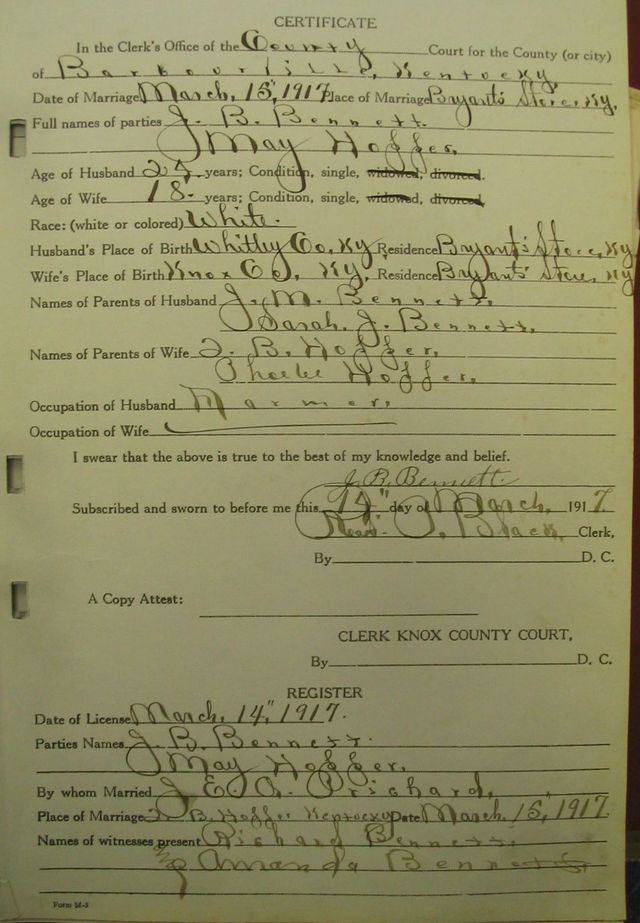 CERTIFICATE
In the Clerk's Office of the County Court for the County (or city)
of Barbourville, Kentucky,
Date of Marriage March, 15, 1917 Place of Marriage Bryant's Store, Ky,
Full names of parties J. B. Bennett.
May Hoffer,
Age of Husband 25 years; Condition, single, widowed, divorced.
Age of Wife 18 years; Condition, single, widowed, divorced,
Race: (white or colored) White.
Husband's Place of Birth Whitley Co, Ky, Residence Bryant's Store, Ky
Wife's Place of Birth Knox Co, Ky, Residence Bryant's Store, Ky
Names of Parents of Husband J. M. Bennett,
Sarah. J. Bennett,
Names of Parents of Wife B. Hoffer,
Phoebe Hoffer,
Occupation of Husband
Occupation of Wife
I swear that the above is true to the best of my knowledge and belief.
J. B. Bennett.
Subscribed and sworn to before me this 14" day of March, 1917.
Black, Clerk,
By D. C.
A Copy Attest:
CLERK KNOX COUNTY COURT,
By D. C.
REGISTER
Date of License March, 14", 1917.
Parties Names J. B. Bennett.
May Hoffer,
By whom Married Prichard,
Place of Marriage B. Hoffer Kentucky Date March 15", 1917.
Names of witnesses present Richard Bennett,
Amanda Bennett,
Form M-3